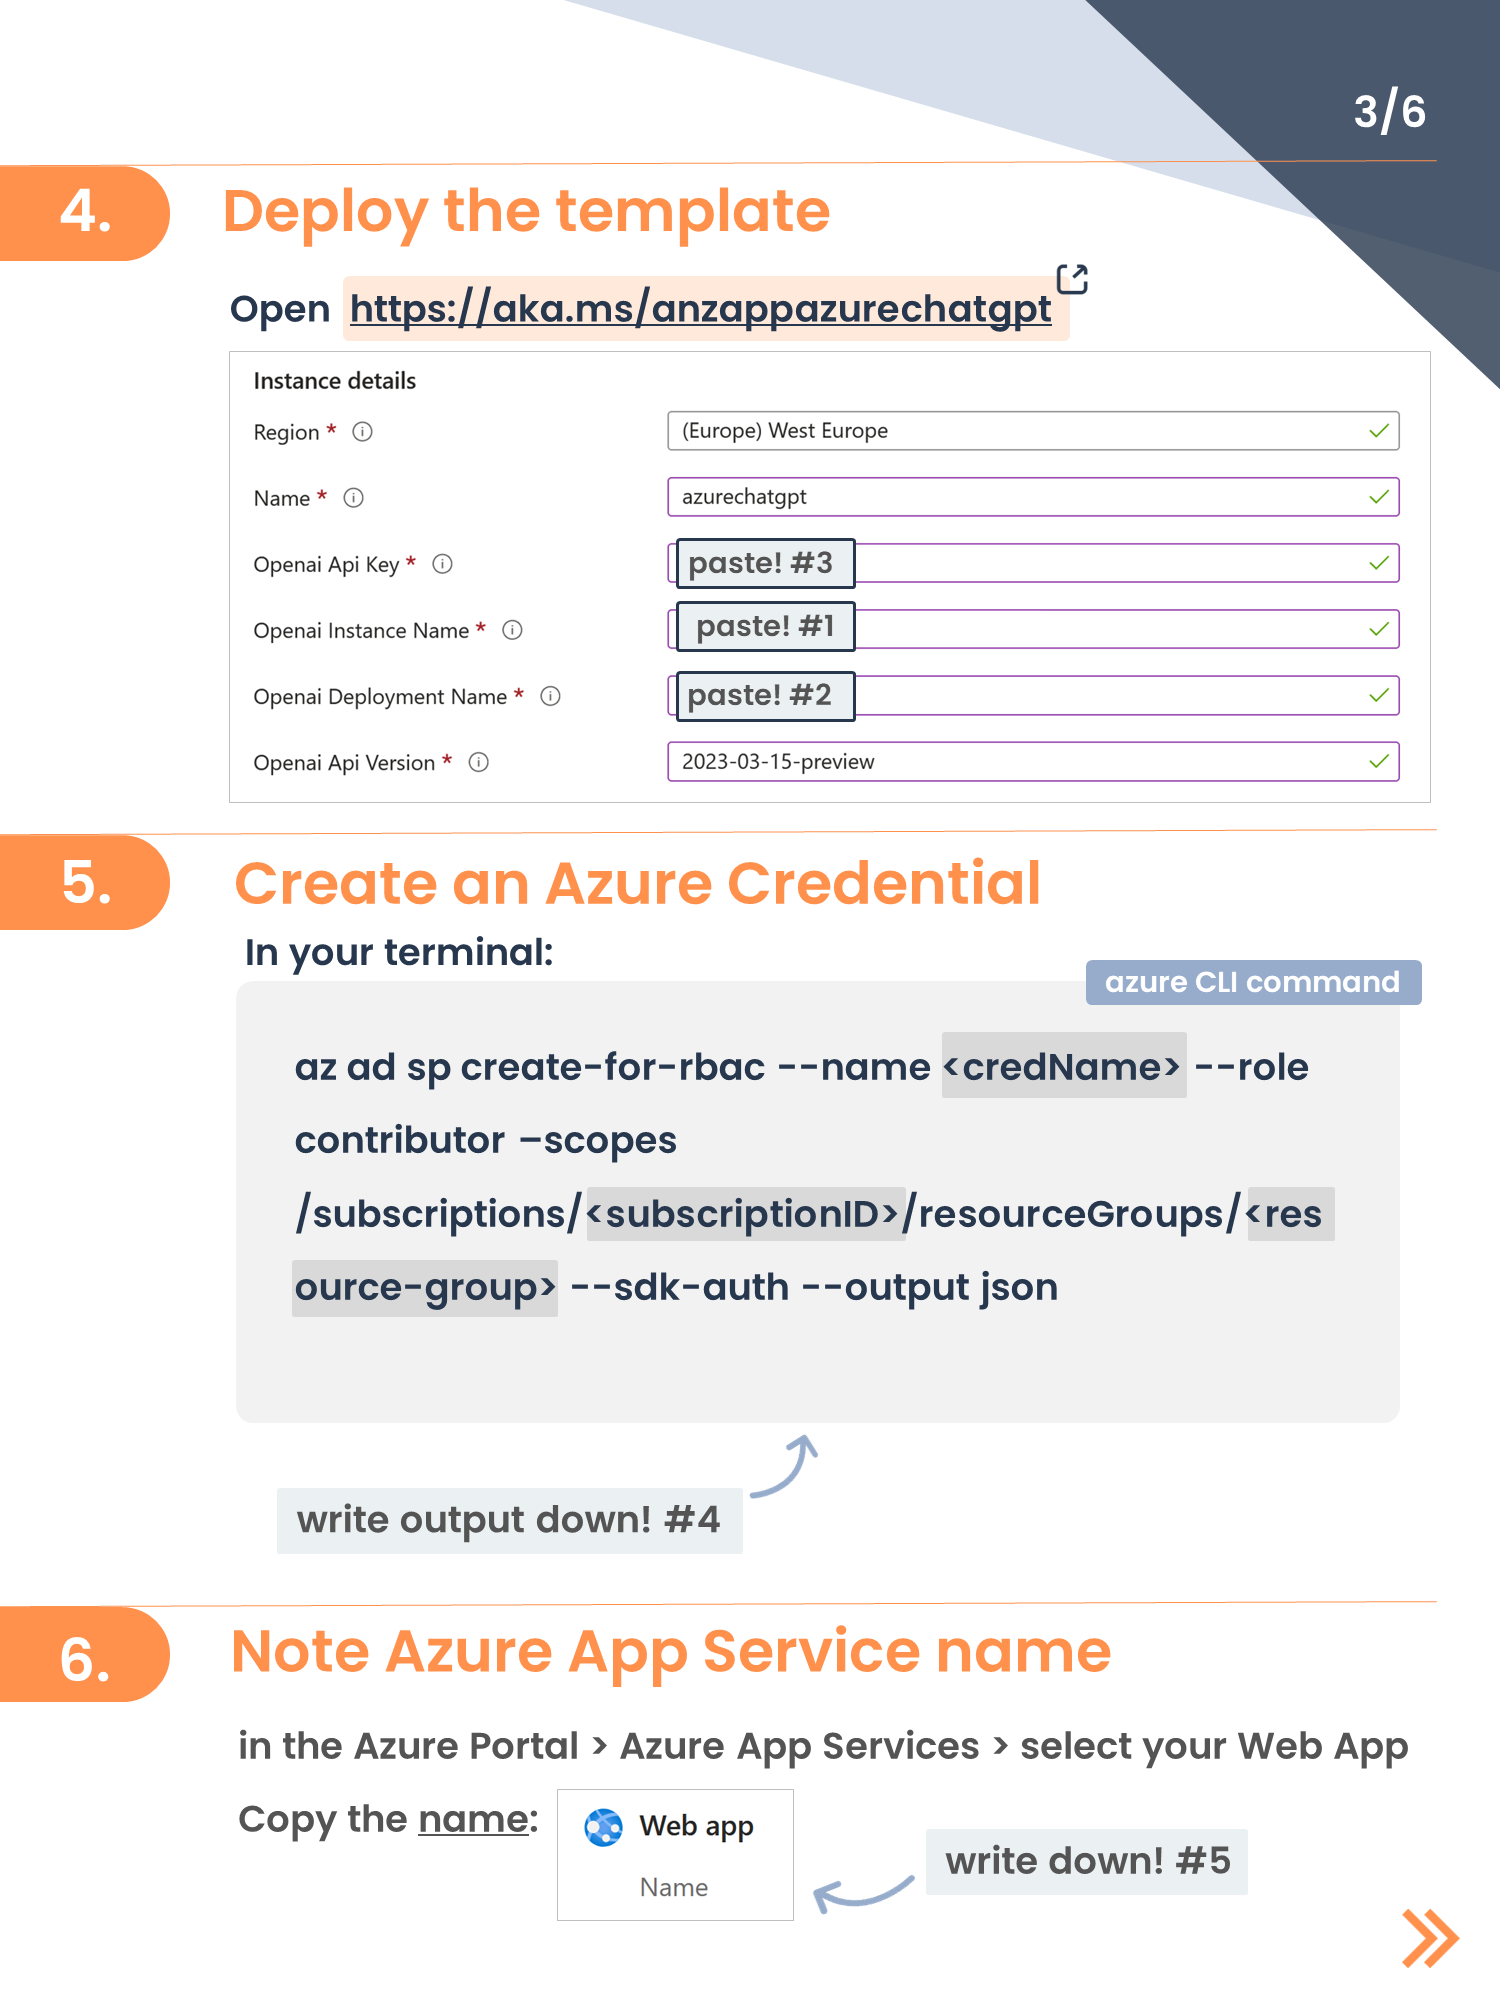 3/6
4.
Deploy the template
Open https://aka.ms/anzappazurechatgpt
Instance details
Region *
(Europe) West Europe
Name *
azurechatgpt
Openai Api Key *
paste! #3
Openai Instance Name *
paste! #1
Openai Deployment Name *
paste! #2
Openai Api Version *
2023-03-15-preview
5.
Create an Azure Credential
In your terminal:
azure CLI command
az ad sp create-for-rbac --name <credName> --role
contributor –scopes
/subscriptions/<subscriptionID>/resourceGroups/<res
ource-group> --sdk-auth --output json
write output down! #4
6.
Note Azure App Service name
in the Azure Portal > Azure App Services > select your Web App
Copy the name:
Web app
Name
write down! #5